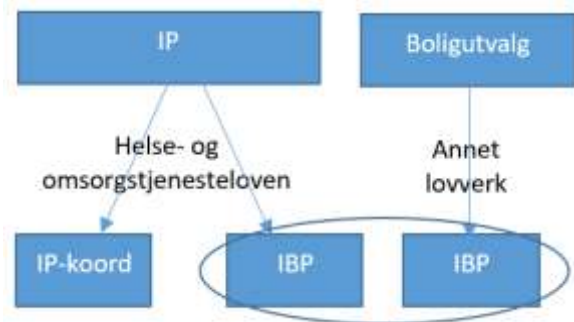 IP
Boligutvalg
Helse- og
omsorgstjenesteloven
Annet
lovverk
IP-koord
IBP
IBP